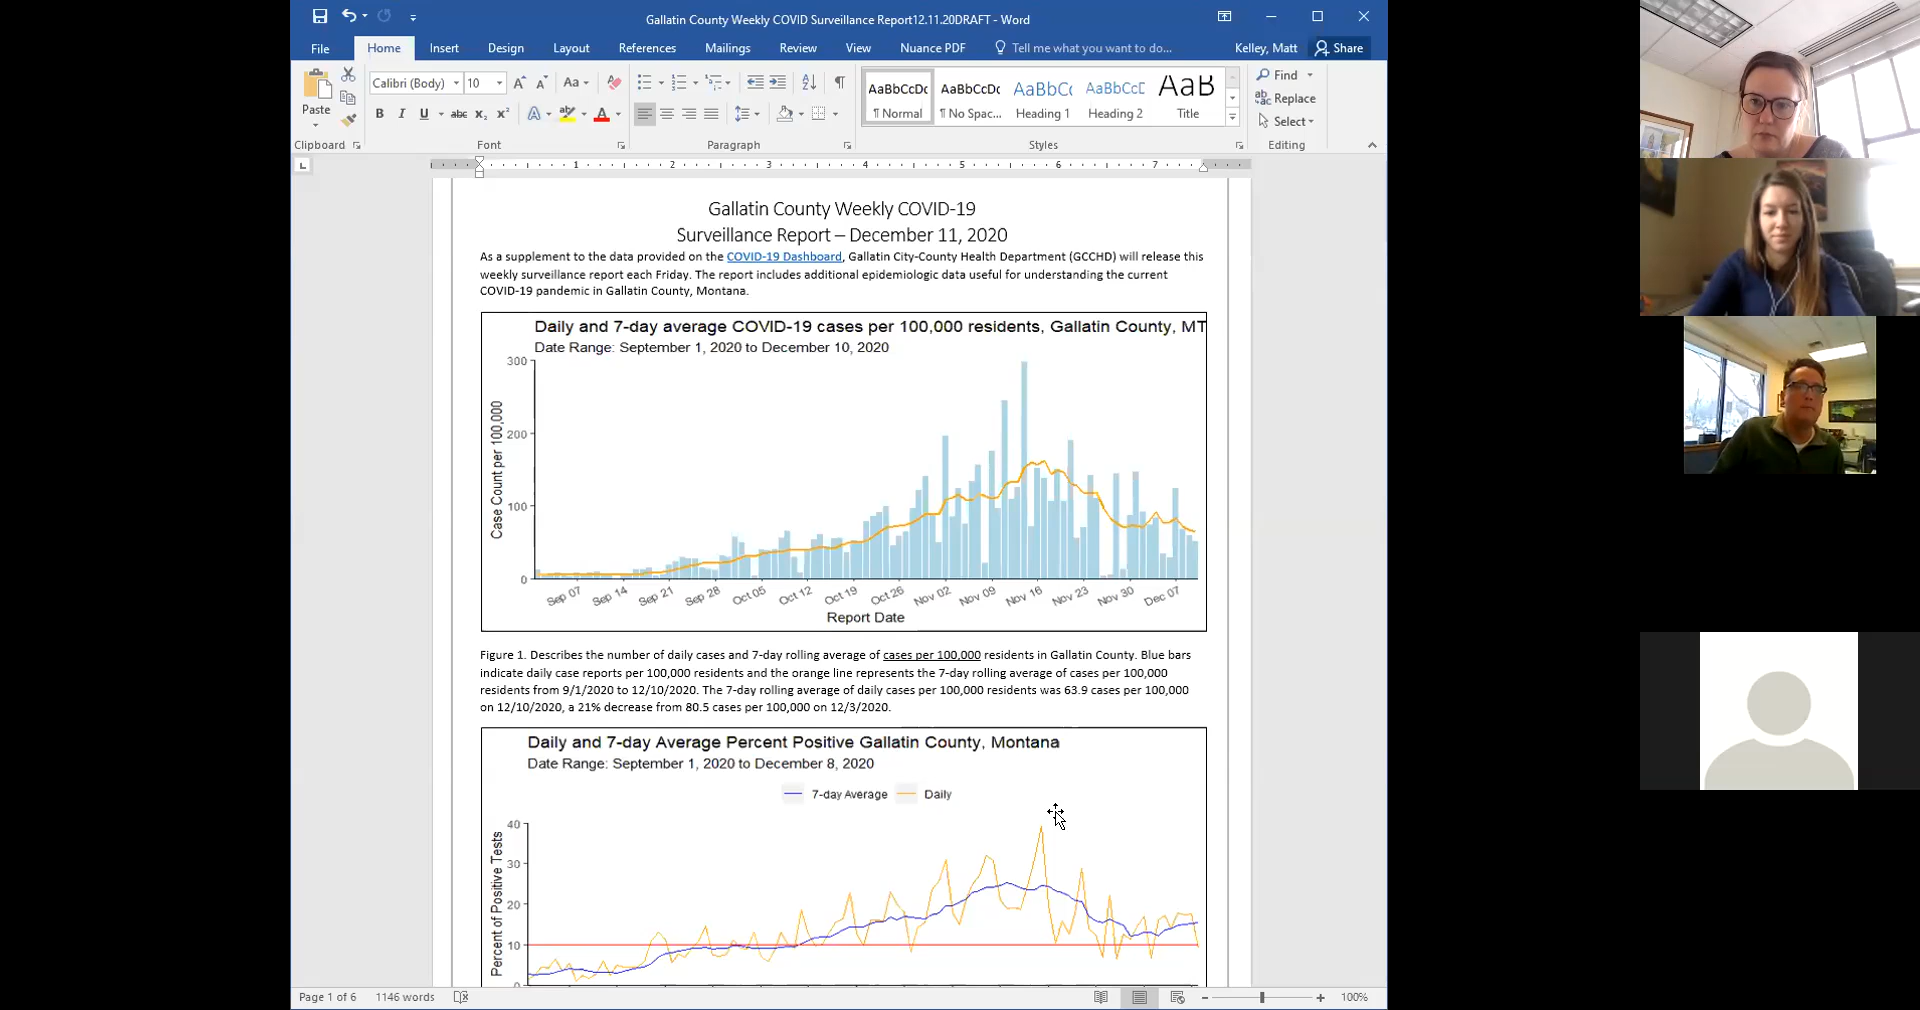 Gallatin County Weekly COVID Surveillance Report12.11.20DRAFT - Word
File Home Insert Design Layout References Mailings Review View Nuance PDF Tell me what you want to do... Kelley, Matt Share
Paste
Calibri (Body) 10 A A Aa
B I U abc X₂ X² A aby A
AaBbCcDc AaBbCcDc AaBbCc AaBbCcC AaB
¶ Normal ¶ No Spac... Heading 1 Heading 2 Title
Find
Replace
Select
Clipboard Font Paragraph Styles Editing
1 2 3 4 5 6 7
Gallatin County Weekly COVID-19
Surveillance Report – December 11, 2020
As a supplement to the data provided on the COVID-19 Dashboard, Gallatin City-County Health Department (GCCHD) will release this
weekly surveillance report each Friday. The report includes additional epidemiologic data useful for understanding the current
COVID-19 pandemic in Gallatin County, Montana.
Daily and 7-day average COVID-19 cases per 100,000 residents, Gallatin County, MT
Date Range: September 1, 2020 to December 10, 2020
Case Count per 100,000
300
200
100
0
Sep 07 Sep 14 Sep 21 Sep 28 Oct 05 Oct 12 Oct 19 Oct 26 Nov 02 Nov 09 Nov 16 Nov 23 Nov 30 Dec 07
Report Date
Figure 1. Describes the number of daily cases and 7-day rolling average of cases per 100,000 residents in Gallatin County. Blue bars
indicate daily case reports per 100,000 residents and the orange line represents the 7-day rolling average of cases per 100,000
residents from 9/1/2020 to 12/10/2020. The 7-day rolling average of daily cases per 100,000 residents was 63.9 cases per 100,000
on 12/10/2020, a 21% decrease from 80.5 cases per 100,000 on 12/3/2020.
Daily and 7-day Average Percent Positive Gallatin County, Montana
Date Range: September 1, 2020 to December 8, 2020
7-day Average Daily
Percent of Positive Tests
40
30
20
10
0
Page 1 of 6 1146 words 100%